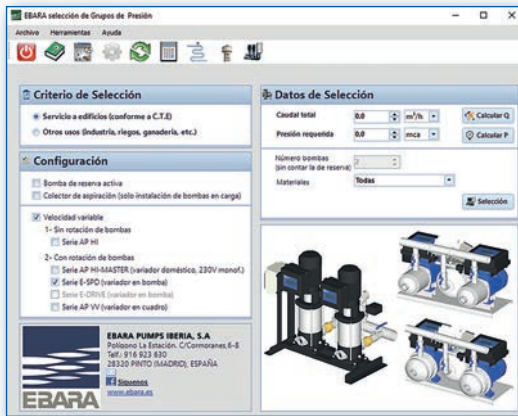 EBARA selección de Grupos de Presión
Archivo Herramientas Ayuda
Criterio de Selección
Servicio a edificios (conforme a C.T.E)
Otros usos (industria, riegos, ganadería, etc.)
Configuración
Bomba de reserva activa
Colector de aspiración (solo instalación de bombas en carga)
Velocidad variable
1- Sin rotación de bombas
Serie AP HI
2- Con rotación de bombas
Serie AP HI-MASTER (variador doméstico, 230V monof.)
Serie E-SPD (variador en bomba)
Serie E-DRIVE (variador en bomba)
Serie AP VV (variador en cuadro)
EBARA
EBARA PUMPS IBERIA, S.A
Polígono La Estación. C/Cormoranes,6-8
Telf.: 916 923 630
28320 PINTO (MADRID), ESPAÑA
Síguenos
www.ebara.es
Datos de Selección
Caudal total 0,0 m³/h Calcular Q
Presión requerida 0,0 mca Calcular P
Número bombas 2
(sin contar la de reserva)
Materiales Todas
Selección